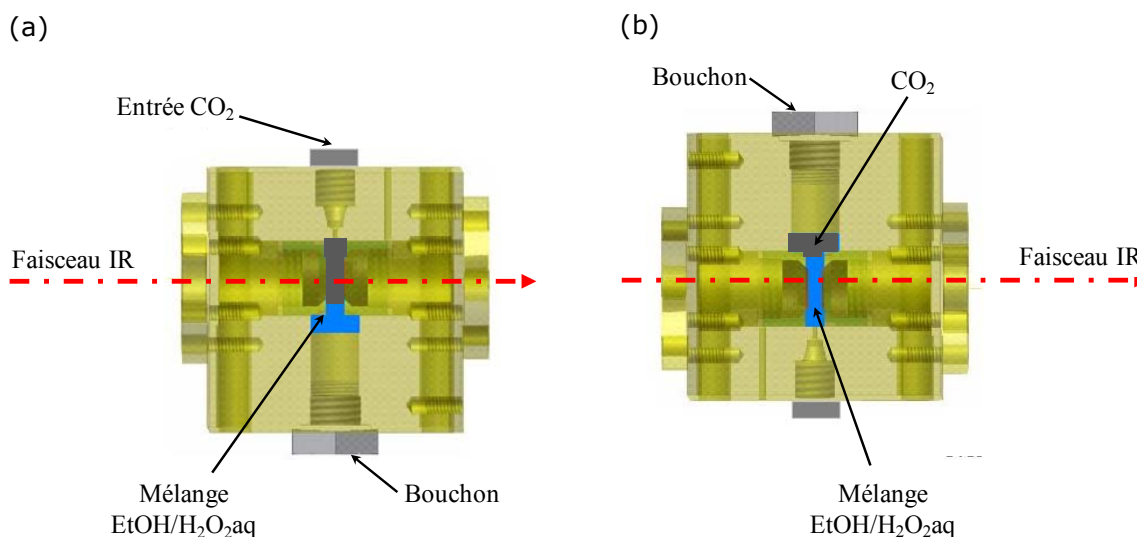 (a)
Entrée CO₂
Faisceau IR
Mélange
EtOH/H₂O₂aq
Bouchon
(b)
Bouchon
CO₂
Faisceau IR
Mélange
EtOH/H₂O₂aq